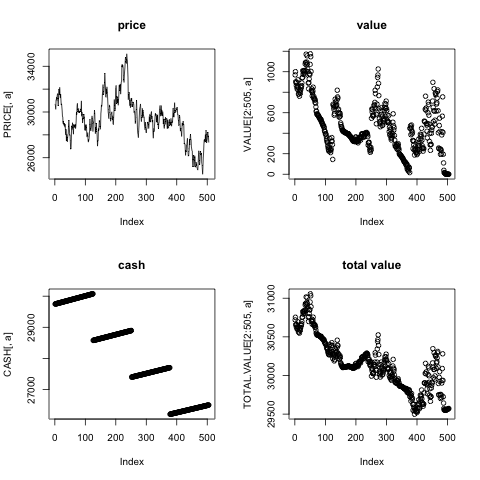 price
PRICE[, a]
26000 30000 34000
0 100 200 300 400 500
Index
value
VALUE[2:505, a]
0 200 600 1000
0 100 200 300 400 500
Index
cash
CASH[, a]
27000 29000
0 100 200 300 400 500
Index
total value
TOTAL.VALUE[2:505, a]
29500 30000 30500 31000
0 100 200 300 400 500
Index